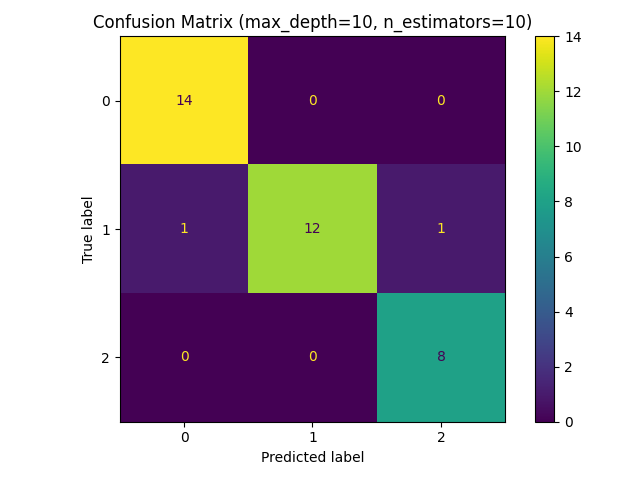 Confusion Matrix (max_depth=10, n_estimators=10)
True label
0
1
2
14 0 0
1 12 1
0 0 8
0 1 2
Predicted label
14
12
10
8
6
4
2
0